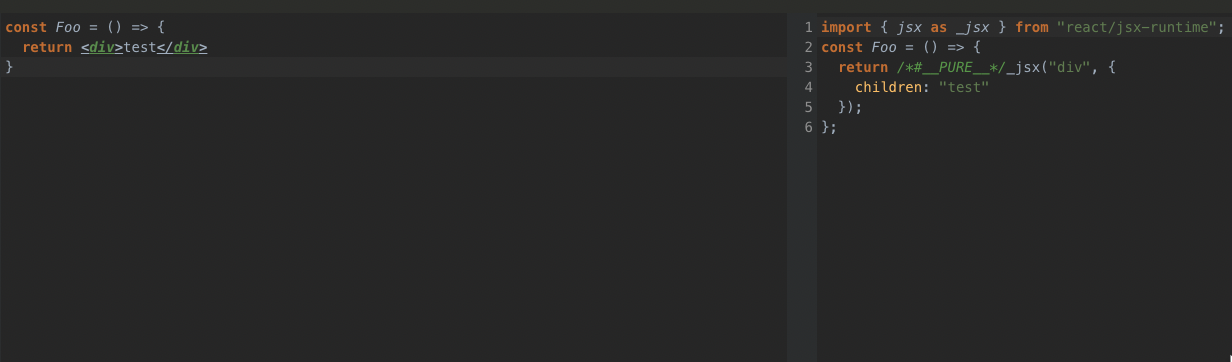 const Foo = () => {
  return <div>test</div>
}
1 import { jsx as _jsx } from "react/jsx-runtime";
2 const Foo = () => {
3   return /*#__PURE__*/_jsx("div", {
4     children: "test"
5   });
6 };